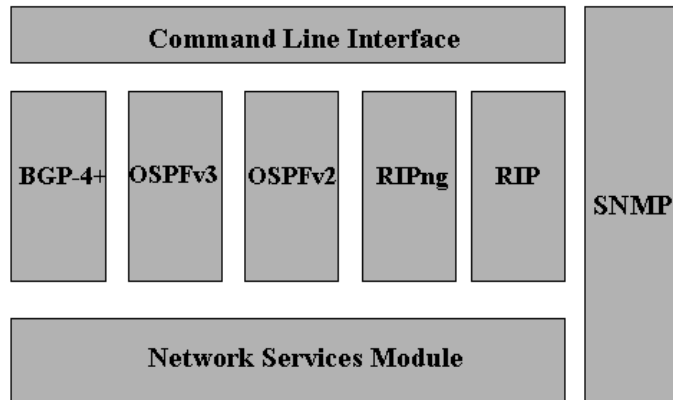 Command Line Interface
BGP-4+
OSPFv3
OSPFv2
RIPng
RIP
SNMP
Network Services Module